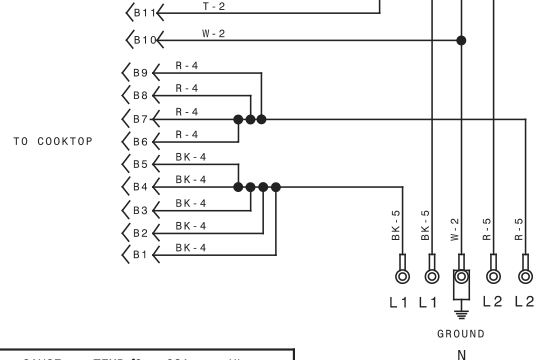 B11 T-2
B10 W-2
B9 R-4
B8 R-4
B7 R-4
B6 R-4
TO COOKTOP
B5 BK-4
B4 BK-4
B3 BK-4
B2 BK-4
B1 BK-4
BK-5 BK-5 W-2 R-5 R-5
L1 L1 L2 L2
GROUND
N